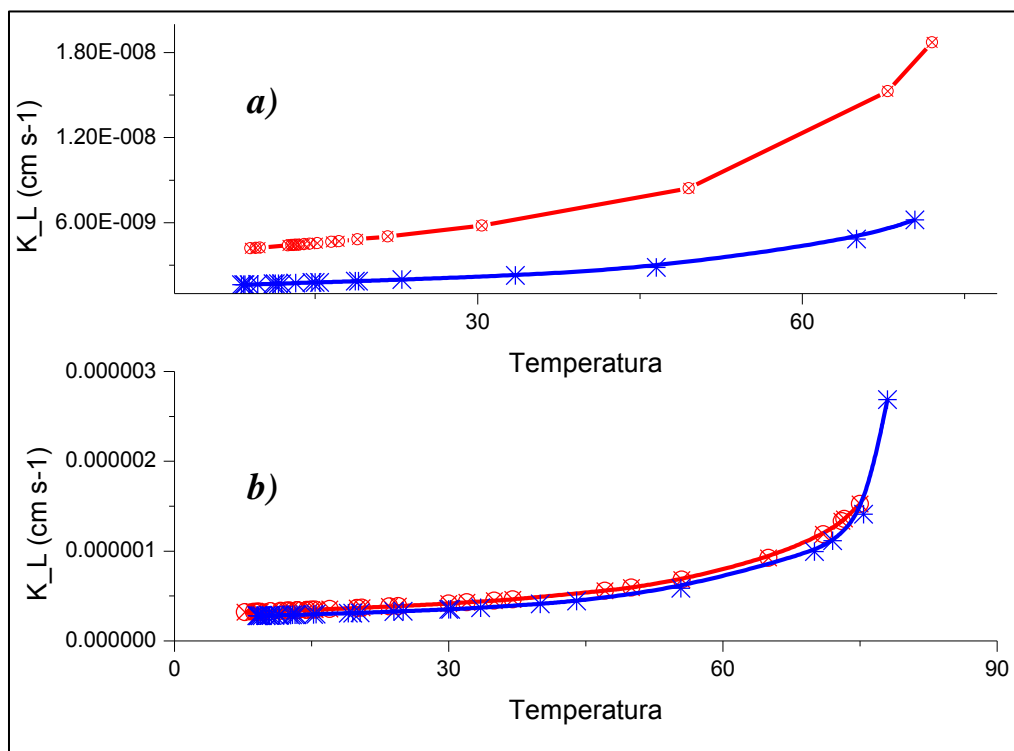 1.80E-008
a)
1.20E-008
K_L (cm s-1)
6.00E-009
30
60
Temperatura
0.000003
0.000002
b)
K_L (cm s-1)
0.000001
0.000000
0
30
60
90
Temperatura